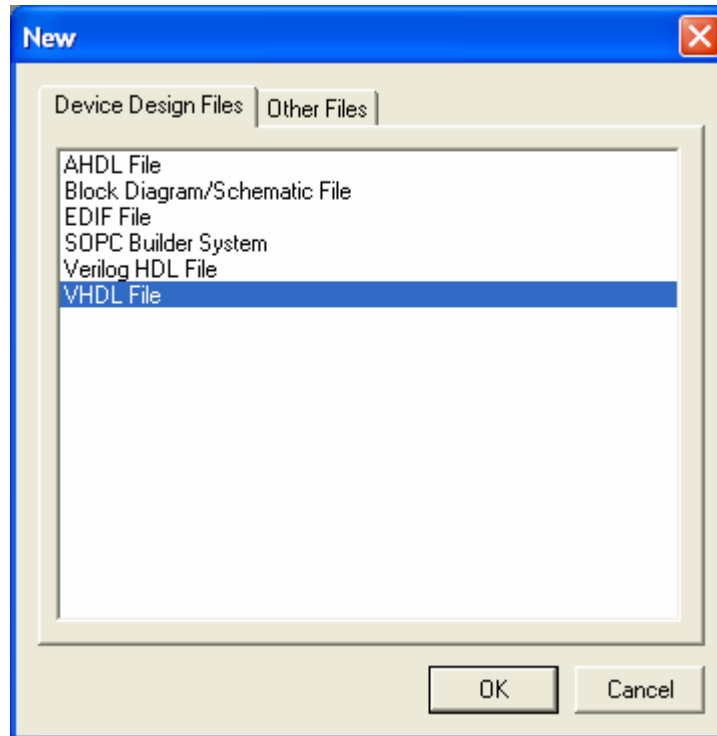 New
Device Design Files
Other Files
AHDL File
Block Diagram/Schematic File
EDIF File
SOPC Builder System
Verilog HDL File
VHDL File
OK
Cancel